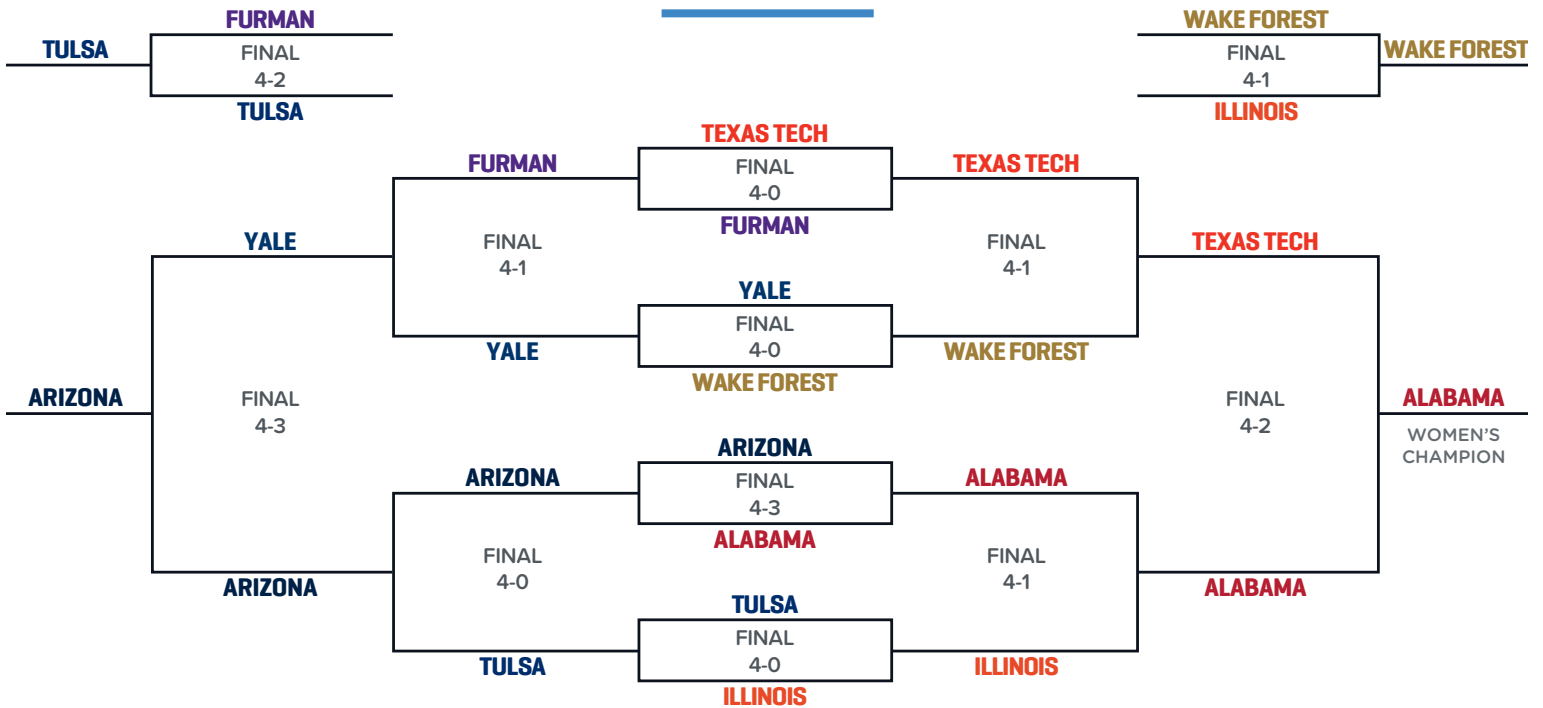 FURMAN
TULSA
FINAL
4-2
TULSA
WAKE FOREST
FINAL
4-1
WAKE FOREST
ILLINOIS
TEXAS TECH
FURMAN
FINAL
4-0
TEXAS TECH
FURMAN
YALE
FINAL
4-1
FINAL
4-1
TEXAS TECH
YALE
FINAL
4-0
YALE
WAKE FOREST
WAKE FOREST
ARIZONA
FINAL
4-3
FINAL
4-2
ALABAMA
WOMEN'S
CHAMPION
ARIZONA
ARIZONA
FINAL
4-3
ALABAMA
ALABAMA
FINAL
4-0
FINAL
4-1
ARIZONA
ALABAMA
TULSA
TULSA
FINAL
4-0
ILLINOIS
ILLINOIS